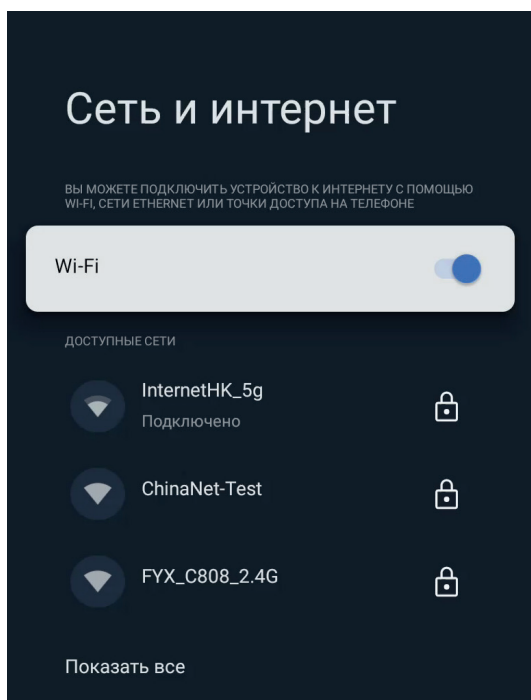 Сеть и интернет
ВЫ МОЖЕТЕ ПОДКЛЮЧИТЬ УСТРОЙСТВО К ИНТЕРНЕТУ С ПОМОЩЬЮ
WI-FI, СЕТИ ETHERNET ИЛИ ТОЧКИ ДОСТУПА НА ТЕЛЕФОНЕ
Wi-Fi
ДОСТУПНЫЕ СЕТИ
InternetHK_5g
Подключено
ChinaNet-Test
FYX_C808_2.4G
Показать все